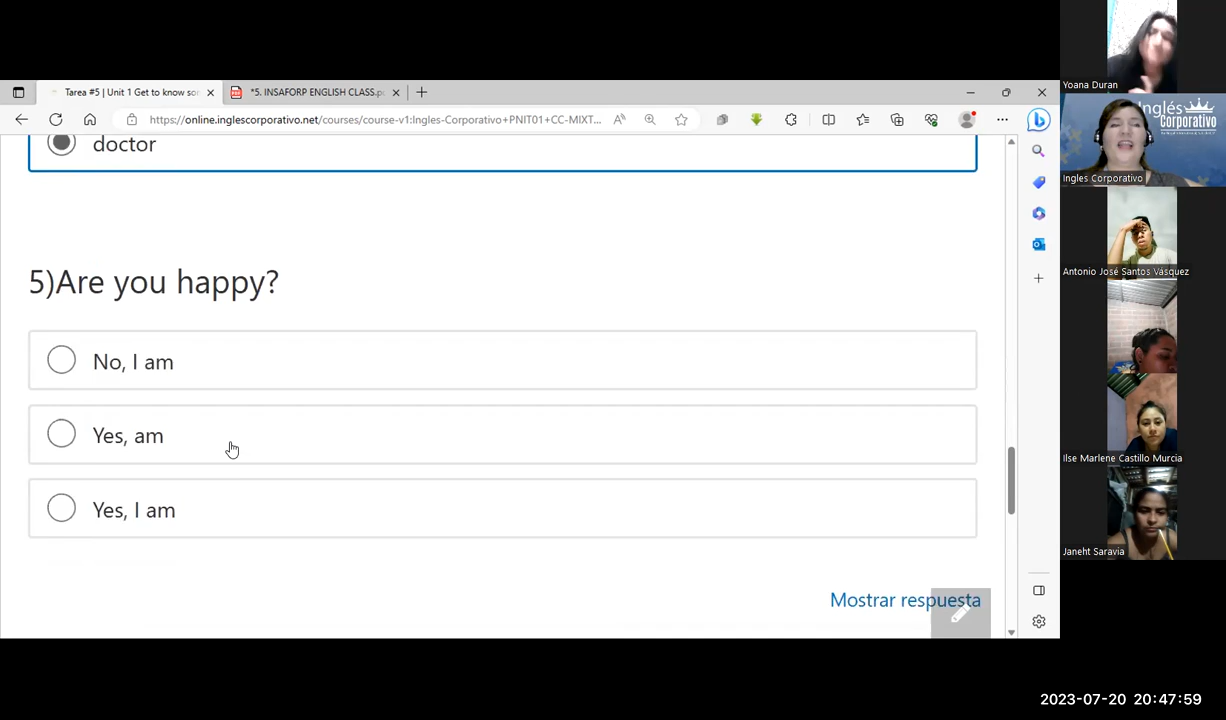 Tarea #5 | Unit 1 Get to know sor
*5. INSAFORP ENGLISH CLASS.pc
https://online.inglescorporativo.net/courses/course-v1:Ingles-Corporativo+PNIT01+CC-MIXT...
doctor
5)Are you happy?
No, I am
Yes, am
Yes, I am
Mostrar respuesta
Yoana Duran
Inglés
Corporativo
Ingles Corporativo
Antonio José Santos Vásquez
Ilse Marlene Castillo Murcia
Janeht Saravia
2023-07-20 20:47:59